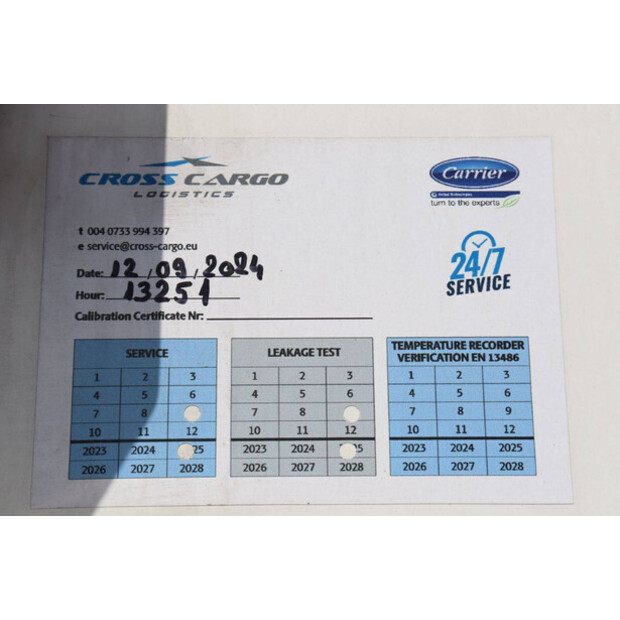 CROSS CARGO
LOGISTICS
Carrier
United Technologies
turn to the experts
t 004 0733 994 397
e service@cross-cargo.eu
24/7
SERVICE
Date: 12/09/2024
Hour: 13251
Calibration Certificate Nr:
SERVICE
1 2 3
4 5 6
7 8
10 11 12
2023 2024 25
2026 2027 2028
LEAKAGE TEST
1 2 3
4 5 6
7 8
10 11 12
2023 2024 5
2026 2027 2028
TEMPERATURE RECORDER
VERIFICATION EN 13486
1 2 3
4 5 6
7 8 9
10 11 12
2023 2024 2025
2026 2027 2028